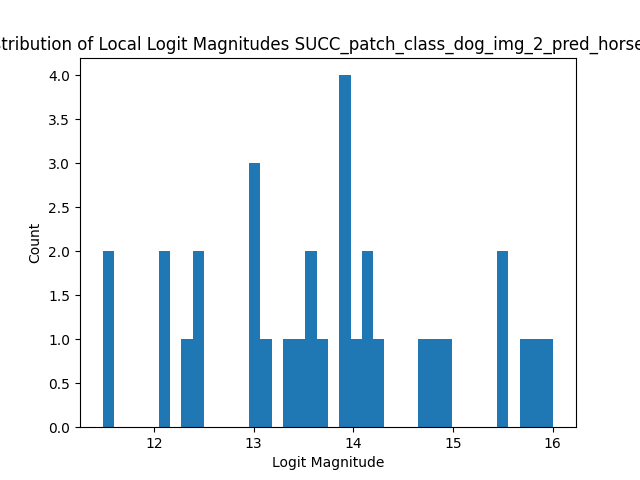 tribution of Local Logit Magnitudes SUCC_patch_class_dog_img_2_pred_horse
4.0
3.5
3.0
2.5
2.0
1.5
1.0
0.5
0.0
Count
12 13 14 15 16
Logit Magnitude